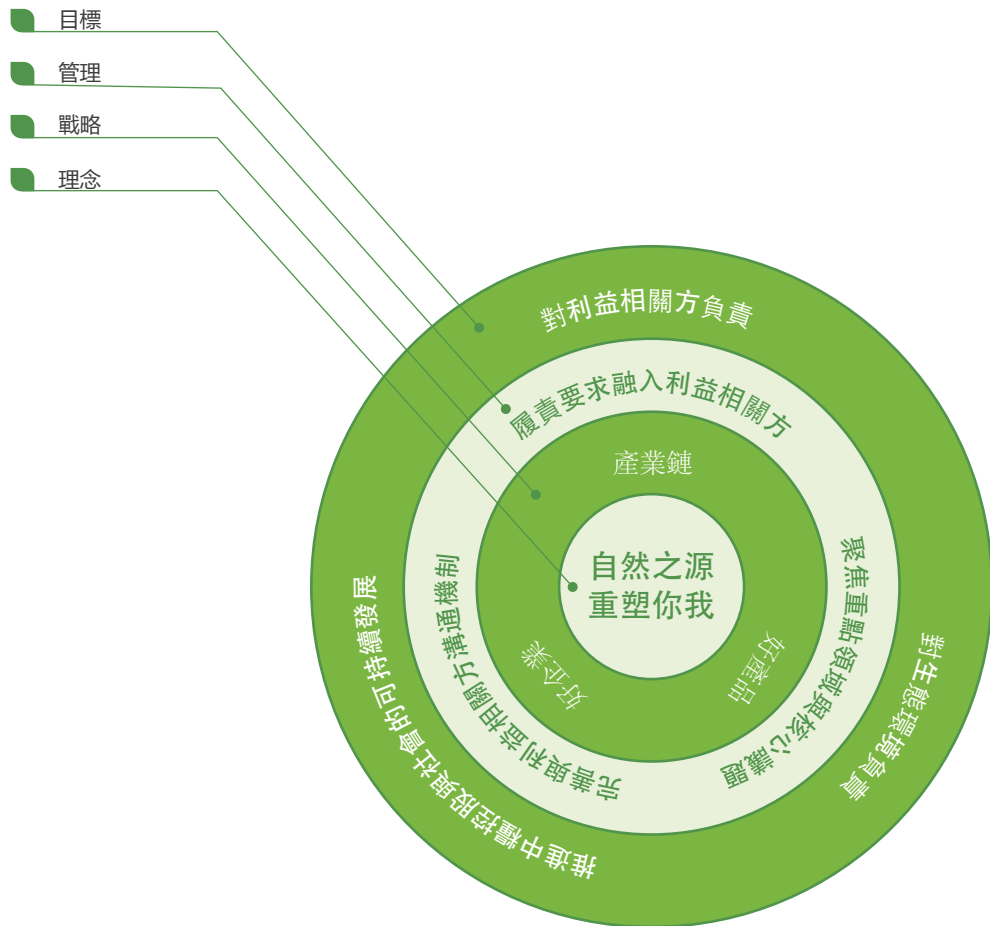 目標
管理
戰略
理念
對利益相關方負責
履責要求融入利益相關方
產業鏈
自然之源
重塑你我
聚焦重點領域與核心議題
完善與利益相關方溝通機制
好企業
好產品
對生態環境負責
推進中糧控股與社會的可持續發展